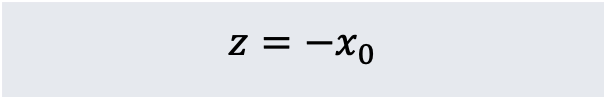 z = −x₀